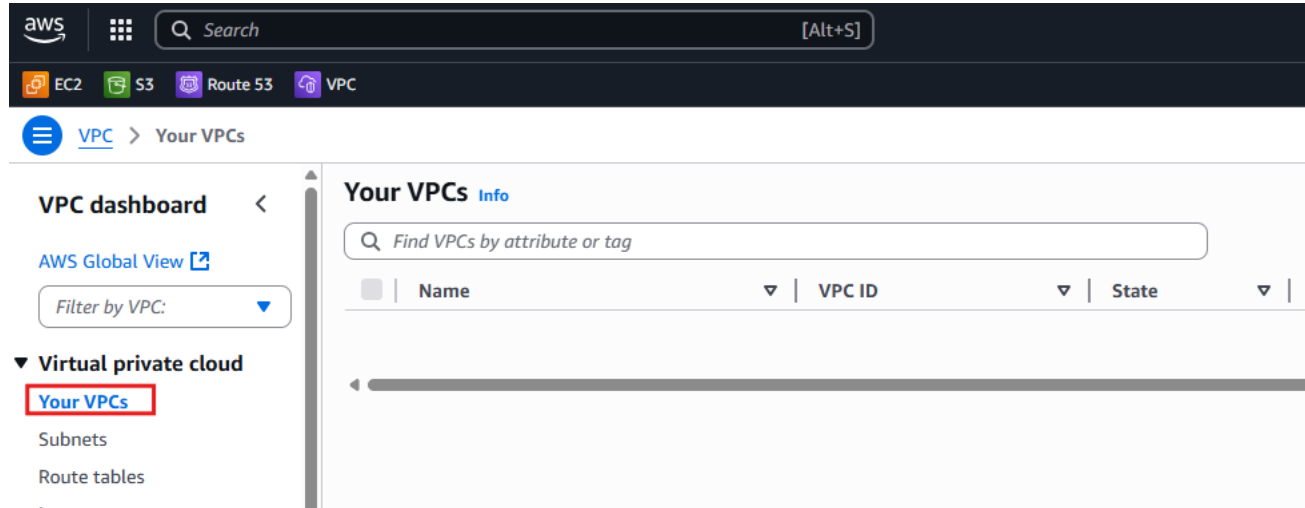 aws
Search [Alt+S]
EC2 S3 Route 53 VPC
VPC > Your VPCs
VPC dashboard
AWS Global View
Filter by VPC:
Virtual private cloud
Your VPCs
Subnets
Route tables
Your VPCs Info
Find VPCs by attribute or tag
Name VPC ID State